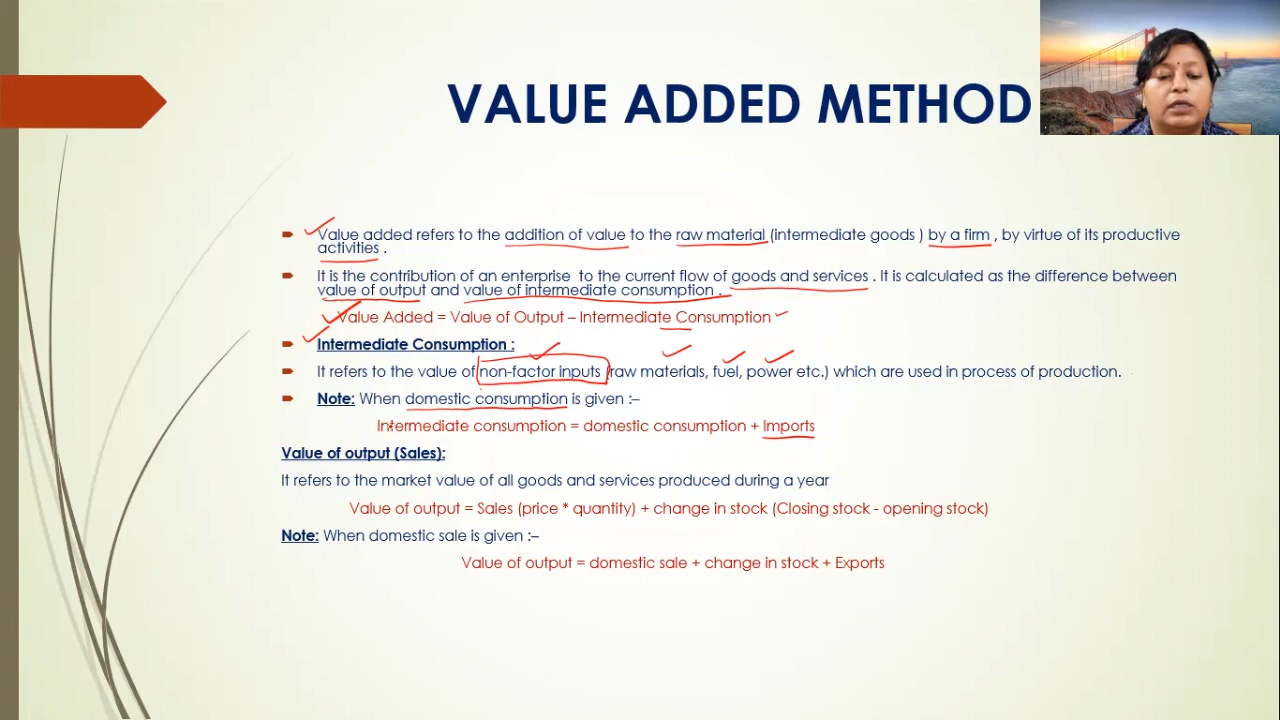 VALUE ADDED METHOD
Value added refers to the addition of value to the raw material (intermediate goods ) by a firm , by virtue of its productive
activities .
It is the contribution of an enterprise to the current flow of goods and services . It is calculated as the difference between
value of output and value of intermediate consumption .
Value Added = Value of Output – Intermediate Consumption
Intermediate Consumption :
It refers to the value of non-factor inputs (raw materials, fuel, power etc.) which are used in process of production.
Note: When domestic consumption is given :–
Intermediate consumption = domestic consumption + Imports
Value of output (Sales):
It refers to the market value of all goods and services produced during a year
Value of output = Sales (price * quantity) + change in stock (Closing stock - opening stock)
Note: When domestic sale is given :–
Value of output = domestic sale + change in stock + Exports